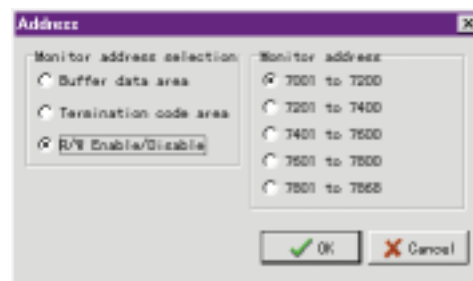 Address
Monitor address selection
Buffer data area
Termination code area
R/W Enable/Disable
Monitor address
7001 to 7200
7201 to 7400
7401 to 7600
7601 to 7800
7801 to 7868
OK
Cancel